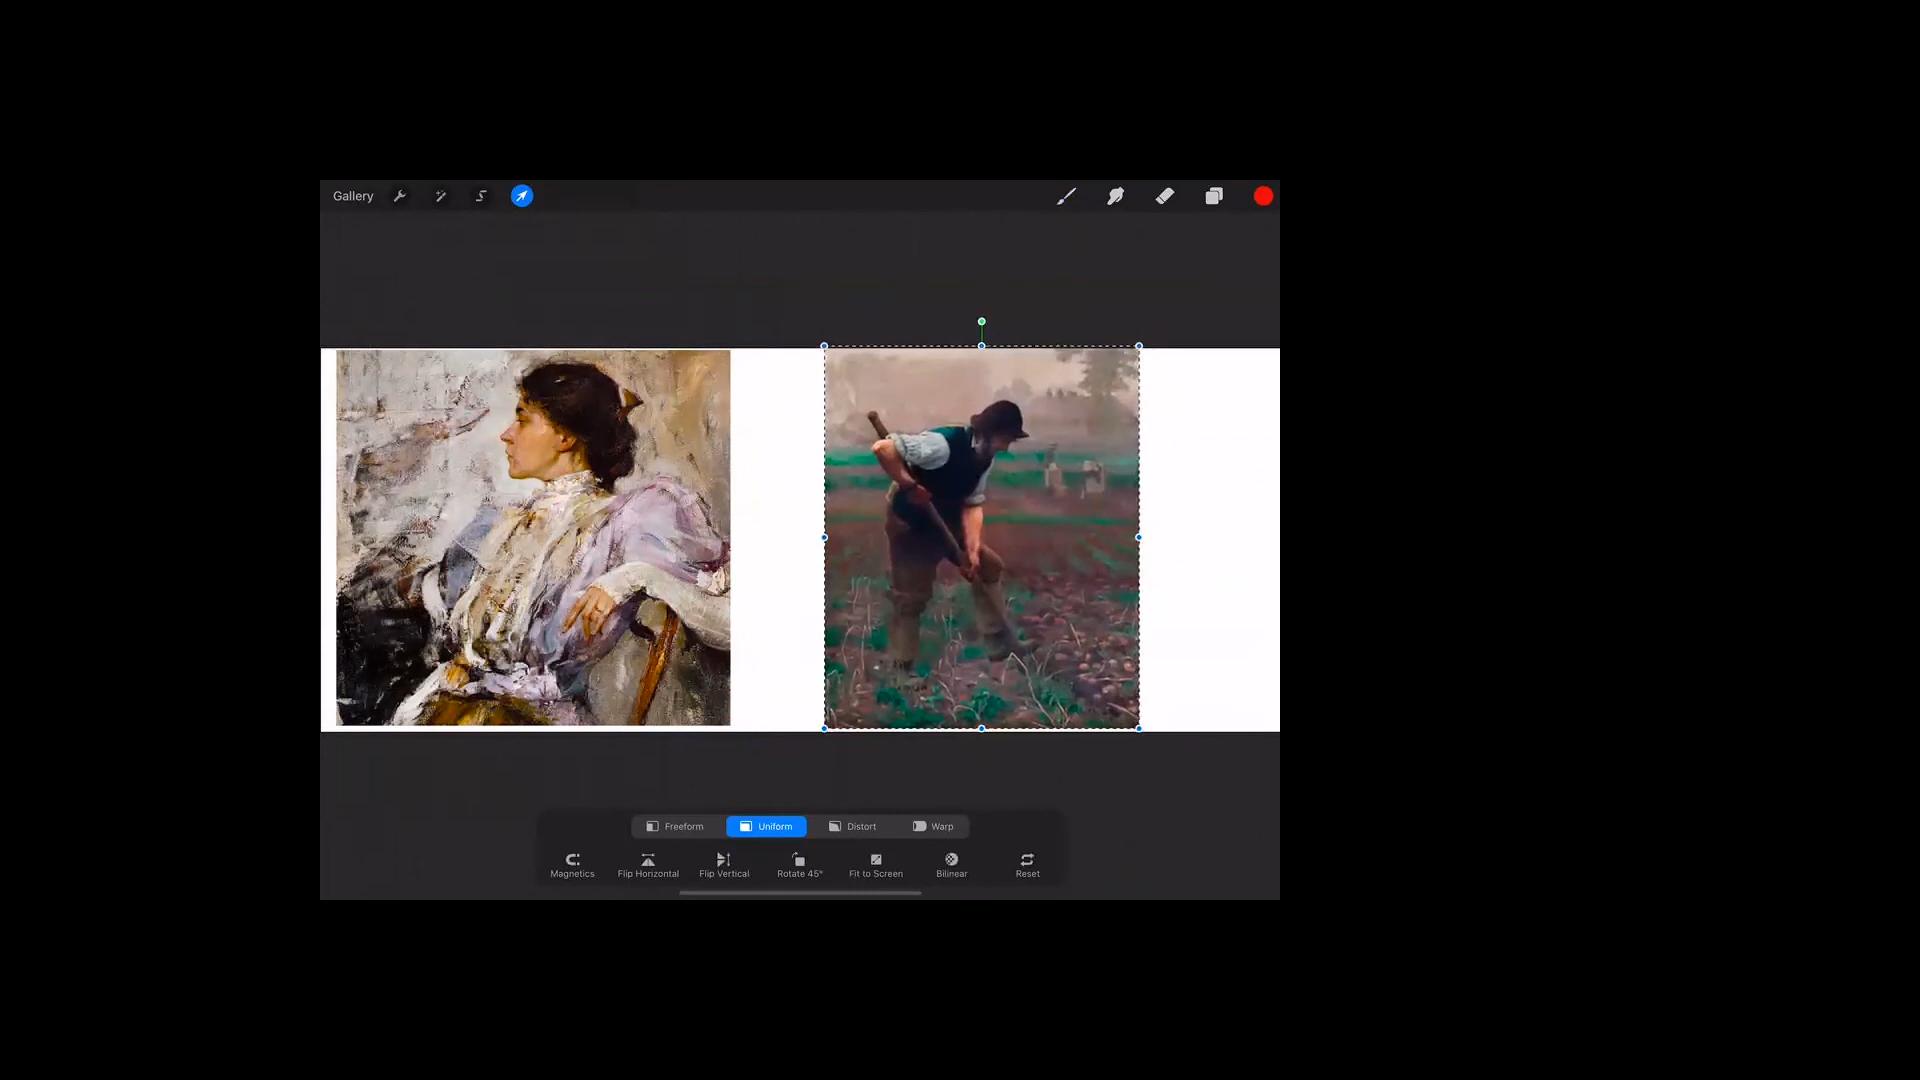 Gallery
Freeform Uniform Distort Warp
Magnetics Flip Horizontal Flip Vertical Rotate 45° Fit to Screen Bilinear Reset